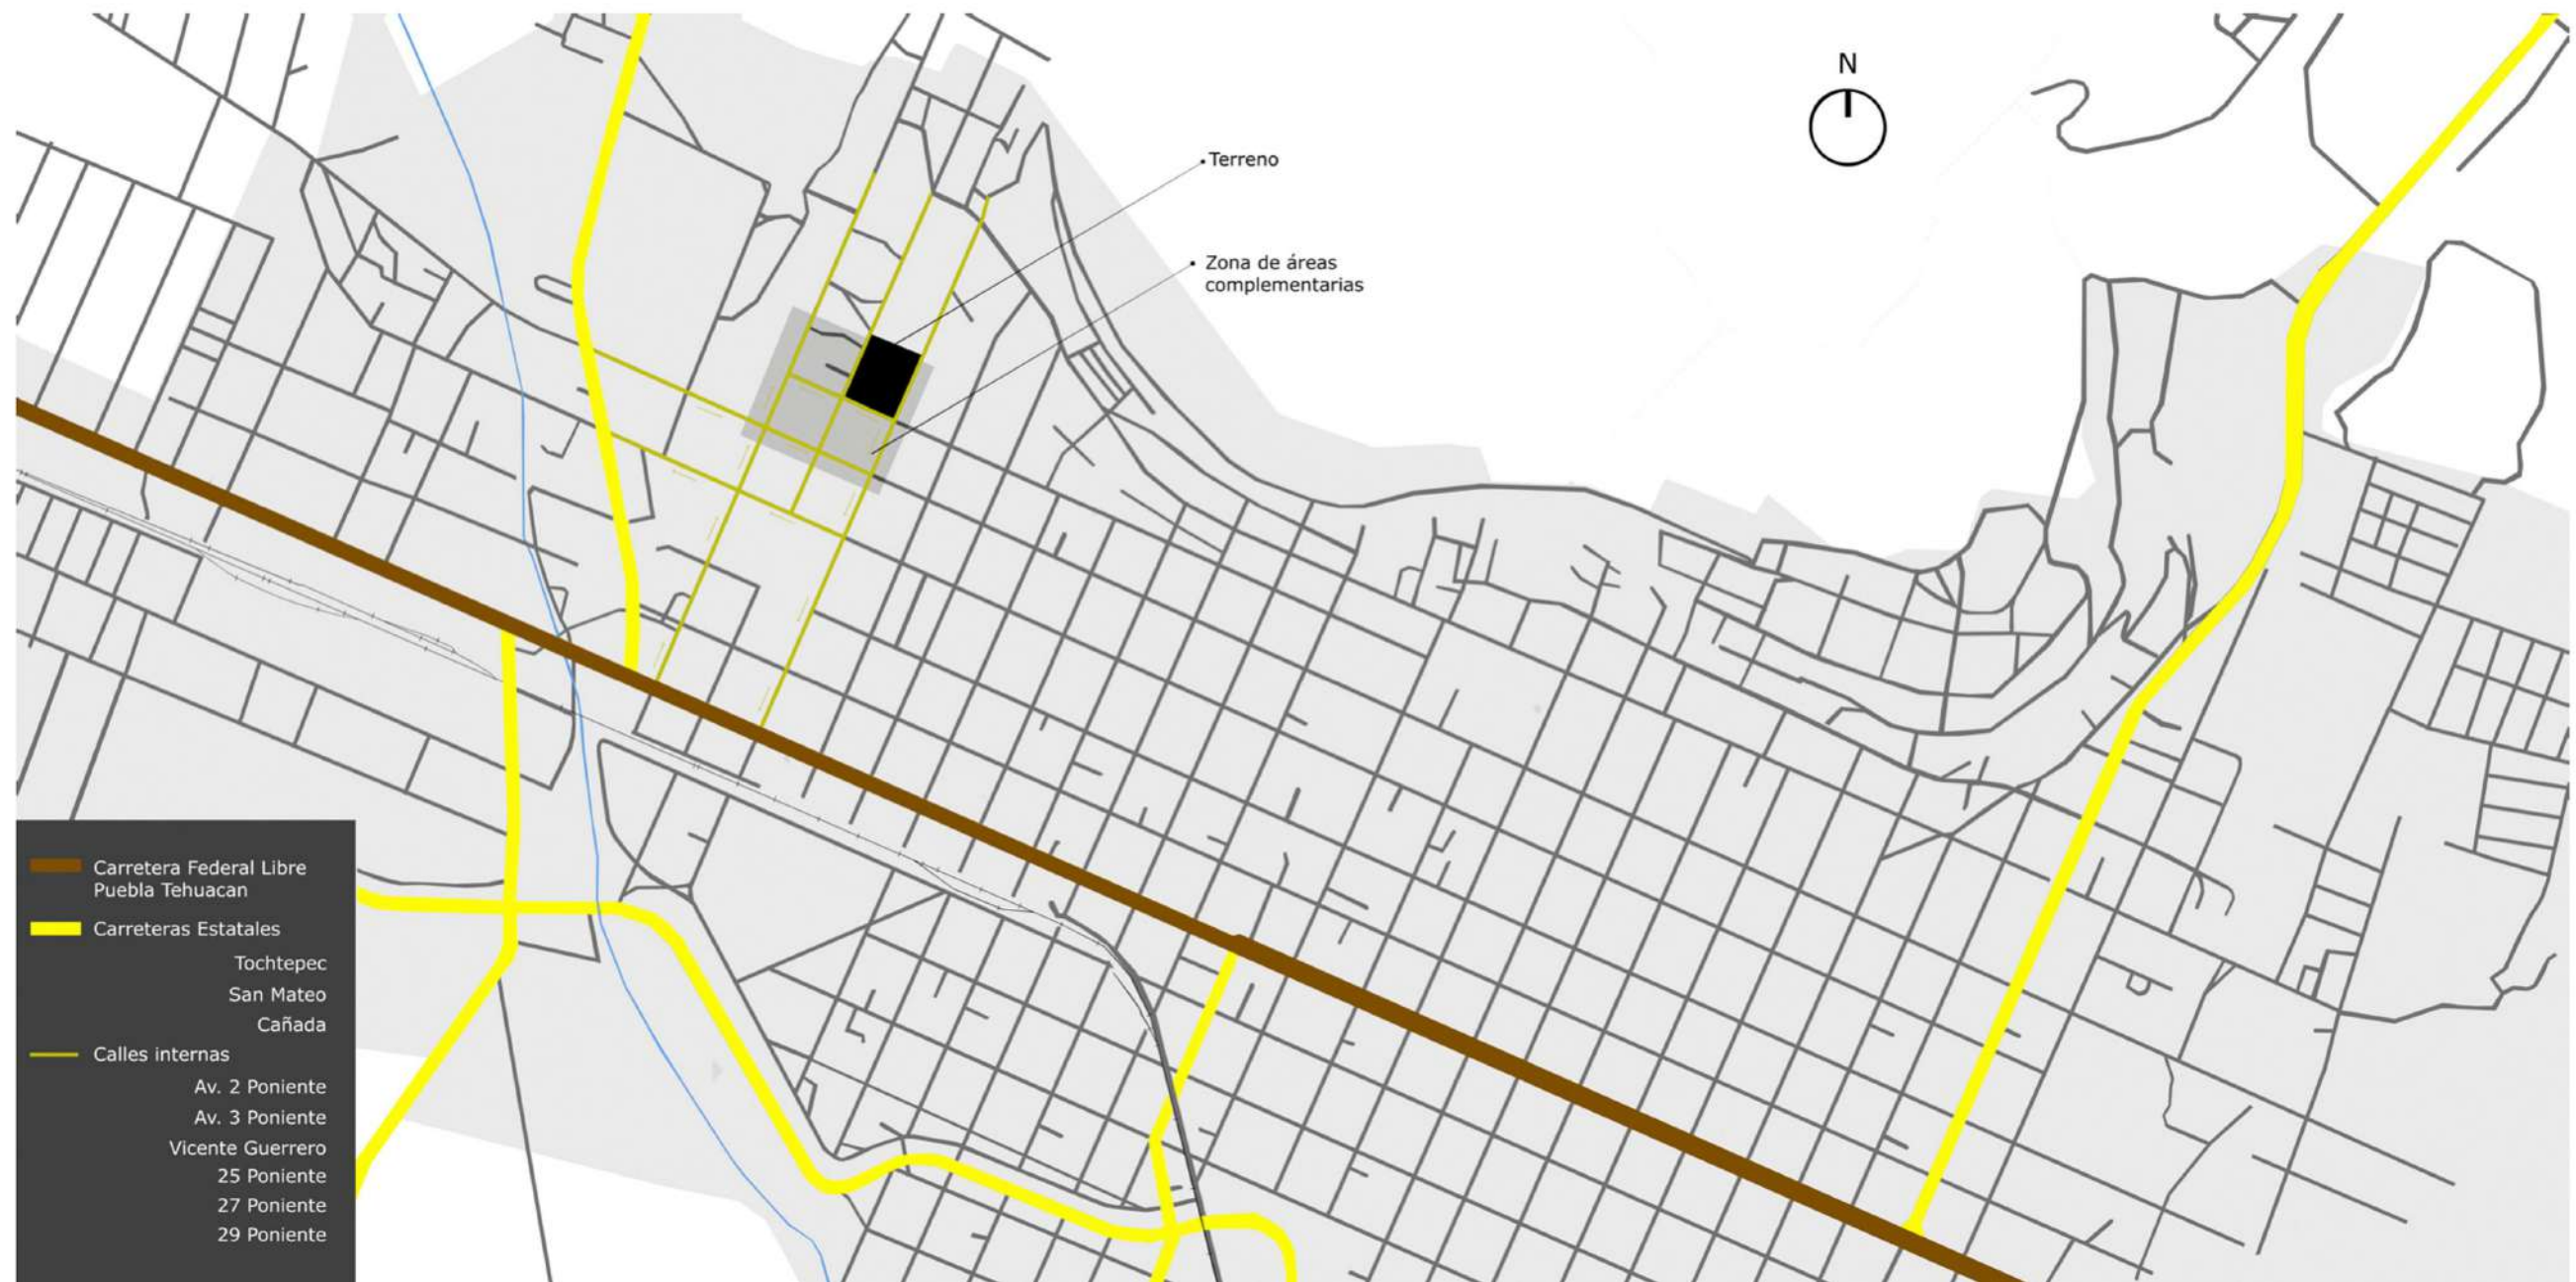 N
Terreno
Zona de áreas
complementarias
Carretera Federal Libre
Puebla Tehuacan
Carreteras Estatales
Tochtepec
San Mateo
Cañada
Calles internas
Av. 2 Poniente
Av. 3 Poniente
Vicente Guerrero
25 Poniente
27 Poniente
29 Poniente